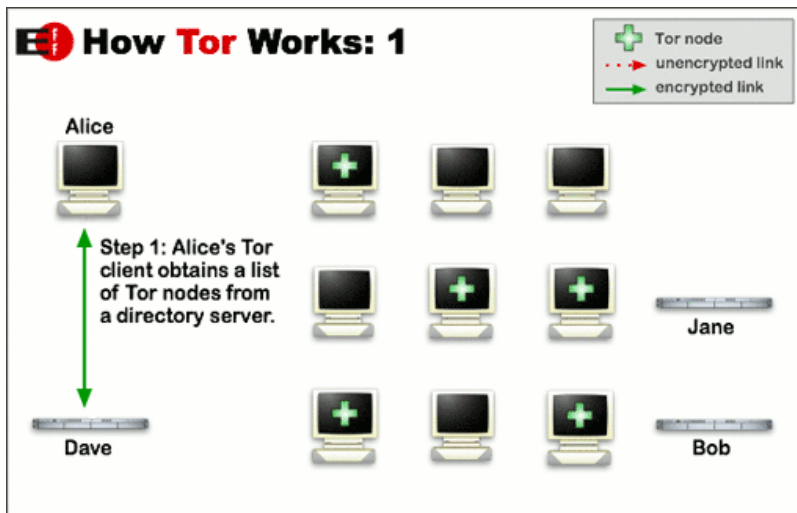 EFF How Tor Works: 1
Tor node
unencrypted link
encrypted link
Alice
Step 1: Alice's Tor
client obtains a list
of Tor nodes from
a directory server.
Jane
Dave
Bob